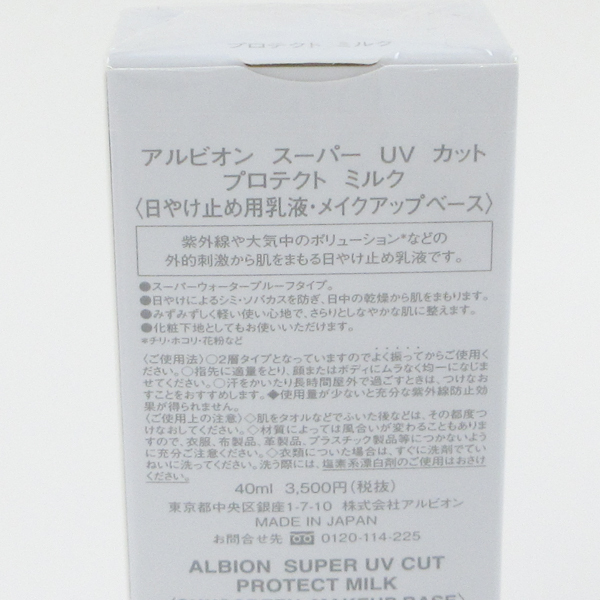 プロテクト ミルク
アルビオン スーパー UV カット
プロテクト ミルク
〈日やけ止め用乳液・メイクアップベース〉
紫外線や大気中のポリューション*などの
外的刺激から肌をまもる日やけ止め乳液です。
●スーパーウォータープルーフタイプ。
●日やけによるシミ・ソバカスを防ぎ、日中の乾燥から肌をまもります。
●みずみずしく軽い使い心地で、さらりとしなやかな肌に整えます。
●化粧下地としてもお使いいただけます。
*チリ・ホコリ・花粉など
〈ご使用法〉○2層タイプとなっていますのでよく振ってからご使用く
ださい。○指先に適量をとり、顔またはボディにムラなく均一になじませ
てください。○汗をかいたり長時間屋外で過ごすときは、つけなお
すことをおすすめします。◆使用量が少ないと充分な紫外線防止効
果が得られません。
〈ご使用上の注意〉◇肌をタオルなどでふいた後などは、その都度つ
けなおしてください。◇材質によっては風合いが変わることもあり
ますので、衣服、布製品、革製品、プラスチック製品等につかないよう
に充分ご注意ください。◇衣類についた場合は、すぐに洗剤でてい
ねいに洗ってください。洗う際には、塩素系漂白剤のご使用はおさけ
ください。
40ml 3,500円(税抜)
東京都中央区銀座1-7-10 株式会社アルビオン
MADE IN JAPAN
お問合せ先 0120-114-225
ALBION SUPER UV CUT
PROTECT MILK